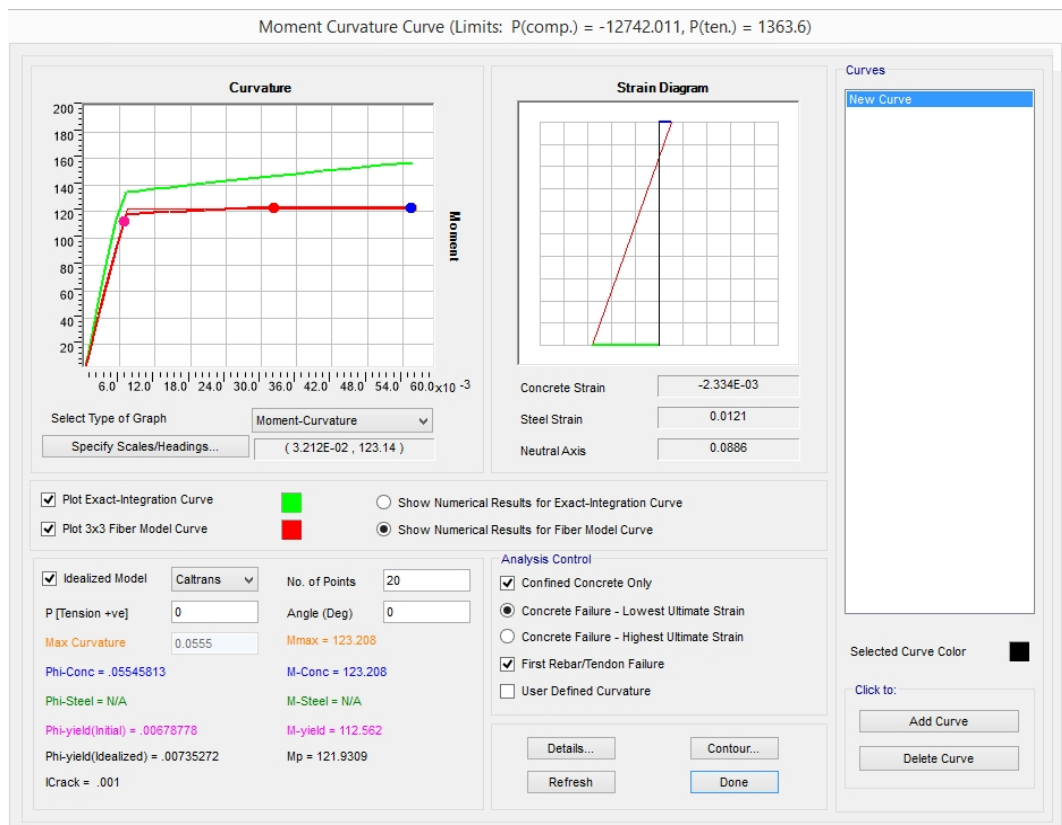 Moment Curvature Curve (Limits:  P(comp.) = -12742.011, P(ten.) = 1363.6)
Curvature
200
180
160
140
120
100
80
60
40
20
Moment
6.0 12.0 18.0 24.0 30.0 36.0 42.0 48.0 54.0 60.0 x10 -3
Select Type of Graph
Moment-Curvature
Specify Scales/Headings...
( 3.212E-02 , 123.14 )
Strain Diagram
Concrete Strain
-2.334E-03
Steel Strain
0.0121
Neutral Axis
0.0886
Curves
New Curve
Plot Exact-Integration Curve
Show Numerical Results for Exact-Integration Curve
Plot 3x3 Fiber Model Curve
Show Numerical Results for Fiber Model Curve
Idealized Model
Caltrans
No. of Points
20
P [Tension +ve]
0
Angle (Deg)
0
Max Curvature
0.0555
Mmax = 123.208
Phi-Conc = .05545813
M-Conc = 123.208
Phi-Steel = N/A
M-Steel = N/A
Phi-yield(Initial) = .00678778
M-yield = 112.562
Phi-yield(Idealized) = .00735272
Mp = 121.9309
ICrack =  .001
Analysis Control
Confined Concrete Only
Concrete Failure - Lowest Ultimate Strain
Concrete Failure - Highest Ultimate Strain
First Rebar/Tendon Failure
User Defined Curvature
Details...
Contour...
Refresh
Done
Selected Curve Color
Click to:
Add Curve
Delete Curve